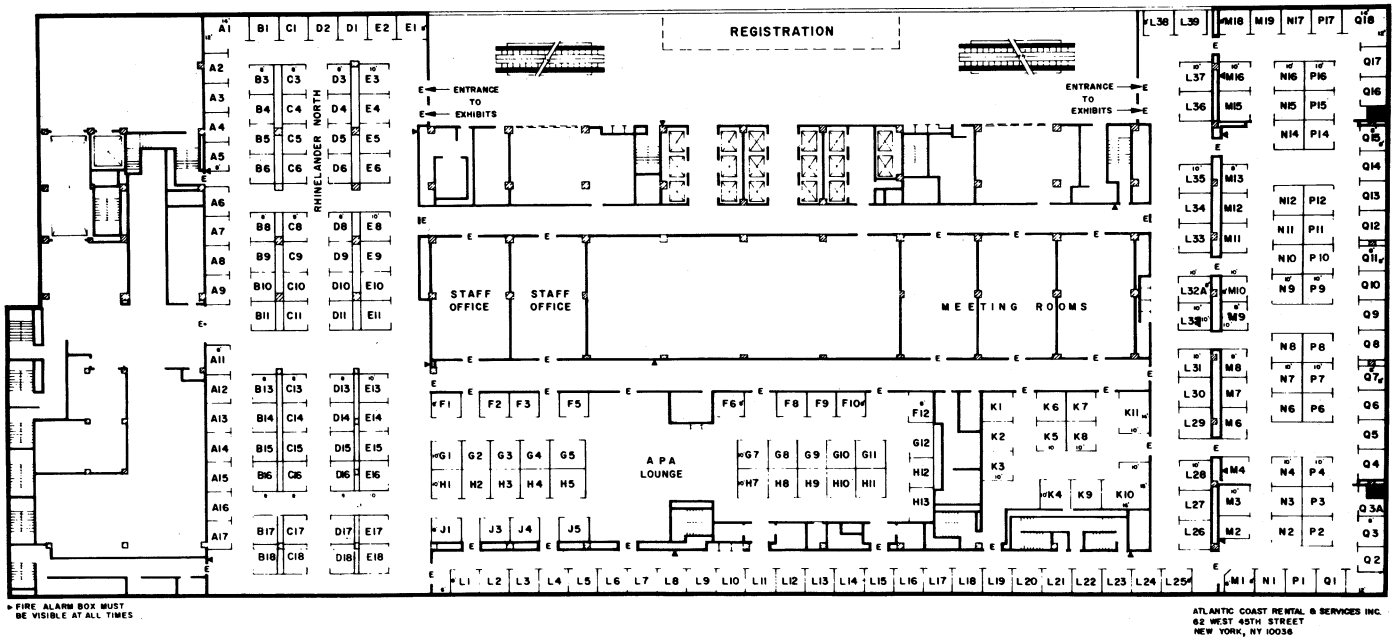 A1 B1 C1 D2 D1 E2 E1
REGISTRATION
L38 L39 M18 M19 N17 P17 Q18
A2 B3 C3 D3 E3
L37 M16 N16 P16 Q17
A3 B4 C4 D4 E4
E ENTRANCE
TO
E EXHIBITS
ENTRANCE E
TO
EXHIBITS E
L36 M15 N15 P15 Q16
A4 B5 C5 D5 E5
N14 P14 Q15
A5 B6 C6 D6 E6
RHINELANDER NORTH
L35 M13 Q14
A6
L34 M12 N12 P12 Q13
A7 B8 C8 D8 E8
L33 M11 N11 P11 Q12
A8 B9 C9 D9 E9
N10 P10 Q11
A9 B10 C10 D10 E10
L32A M10 N9 P9 Q10
STAFF
OFFICE
STAFF
OFFICE
MEETING ROOMS
B11 C11 D11 E11
M9 Q9
A11
N8 P8 Q8
A12 B13 C13 D13 E13
L31 M8 N7 P7 Q7
A13 B14 C14 D14 E14
F1 F2 F3 F5 F6 F8 F9 F10 F12 K1 K6 K7 K11
L30 M7 N6 P6 Q6
A14 B15 C15 D15 E15
G12 K2 K5 K8
L29 M6 Q5
G1 G2 G3 G4 G5
APA
LOUNGE
G7 G8 G9 G10 G11
A15 B16 C16 D16 E16
H12 K3
L28 M4 N4 P4 Q4
H1 H2 H3 H4 H5 H7 H8 H9 H10 H11
A16
H13 K4 K9 K10
L27 M3 N3 P3 Q3A
A17 B17 C17 D17 E17
J1 J3 J4 J5
L26 M2 N2 P2 Q3
B18 C18 D18 E18
Q2
L1 L2 L3 L4 L5 L6 L7 L8 L9 L10 L11 L12 L13 L14 L15 L16 L17 L18 L19 L20 L21 L22 L23 L24 L25 M1 N1 P1 Q1
FIRE ALARM BOX MUST
BE VISIBLE AT ALL TIMES
ATLANTIC COAST RENTAL & SERVICES INC.
62 WEST 45TH STREET
NEW YORK, NY 10036